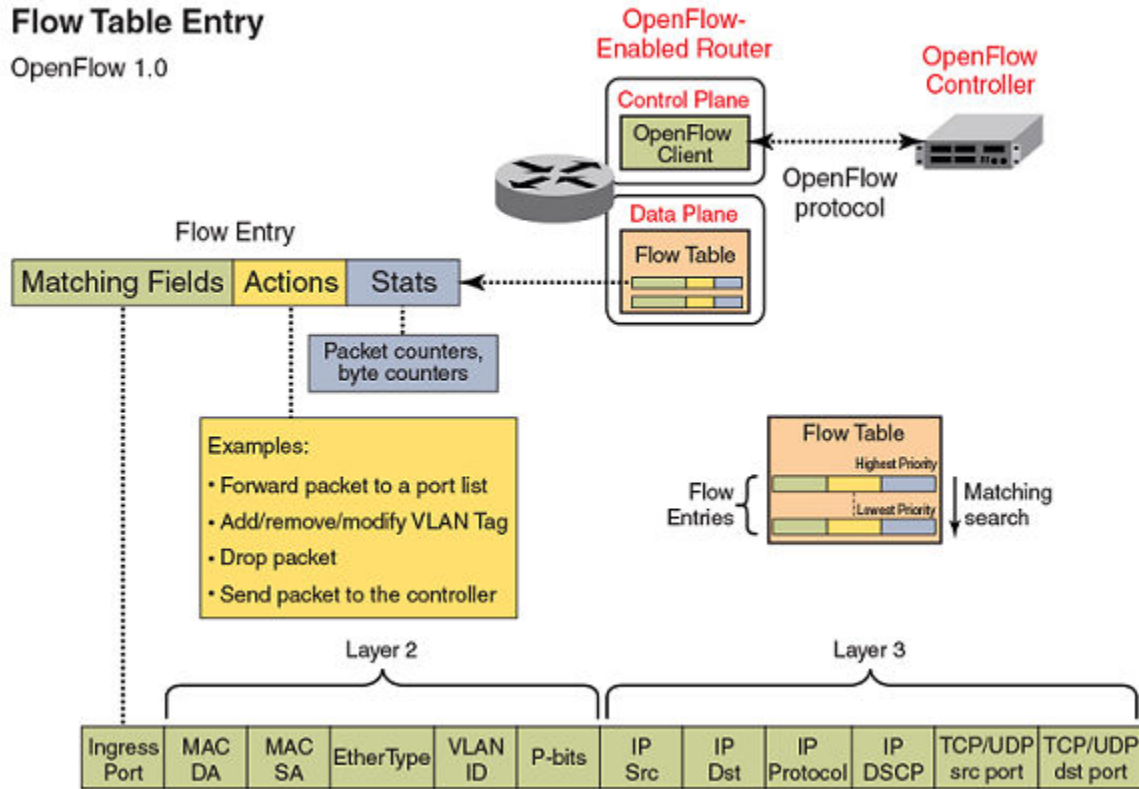 Flow Table Entry
OpenFlow 1.0
OpenFlow-
Enabled Router
OpenFlow
Controller
Control Plane
OpenFlow
Client
OpenFlow
protocol
Data Plane
Flow Table
Flow Entry
Matching Fields Actions Stats
Packet counters,
byte counters
Examples:
• Forward packet to a port list
• Add/remove/modify VLAN Tag
• Drop packet
• Send packet to the controller
Flow Table
Highest Priority
Lowest Priority
Flow
Entries
Matching
search
Layer 2
Layer 3
Ingress
Port
MAC
DA
MAC
SA
EtherType
VLAN
ID
P-bits
IP
Src
IP
Dst
IP
Protocol
IP
DSCP
TCP/UDP
src port
TCP/UDP
dst port